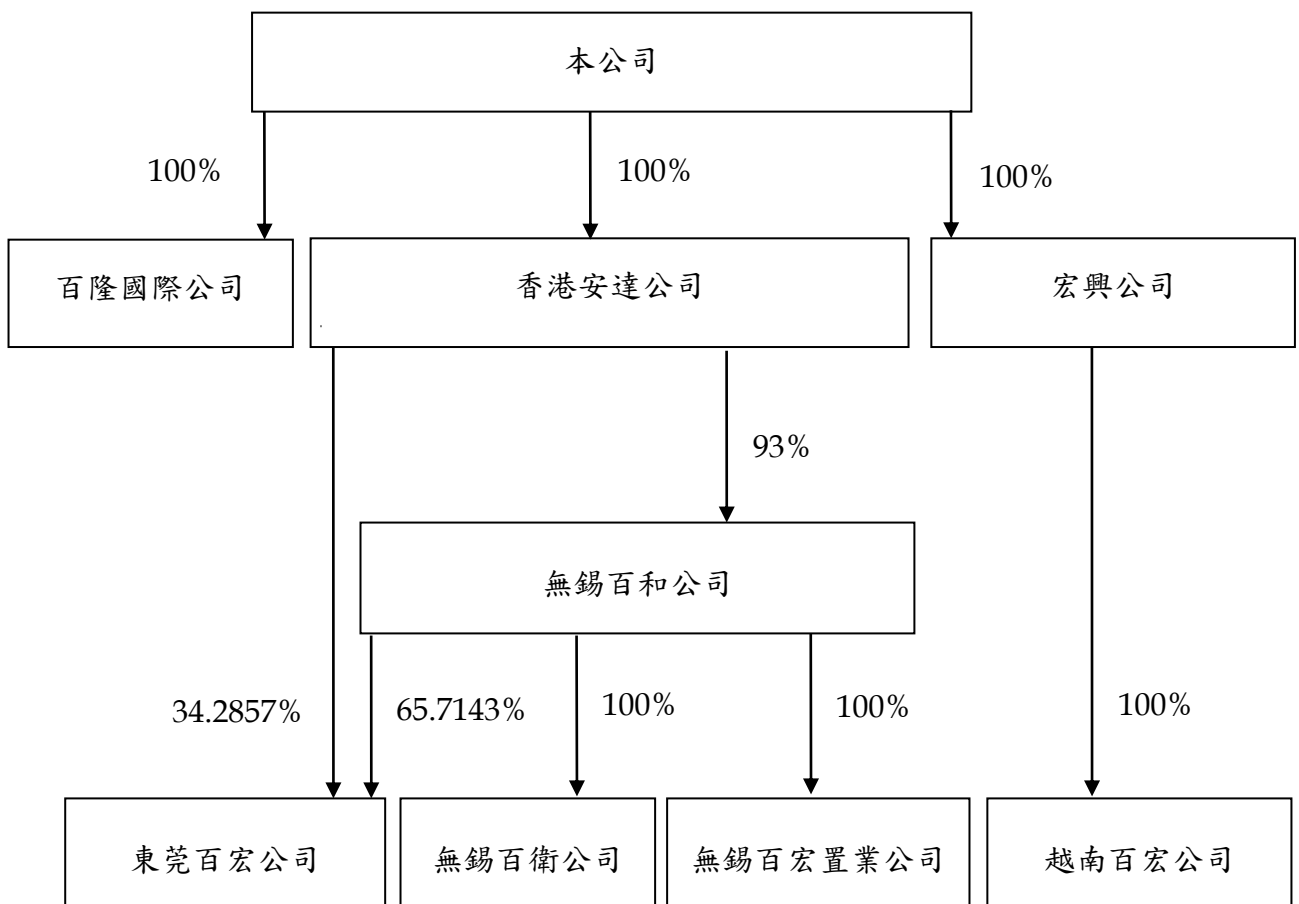 本公司
100%
100%
100%
百隆國際公司
香港安達公司
宏興公司
93%
無錫百和公司
34.2857%
65.7143%
100%
100%
100%
東莞百宏公司
無錫百衛公司
無錫百宏置業公司
越南百宏公司